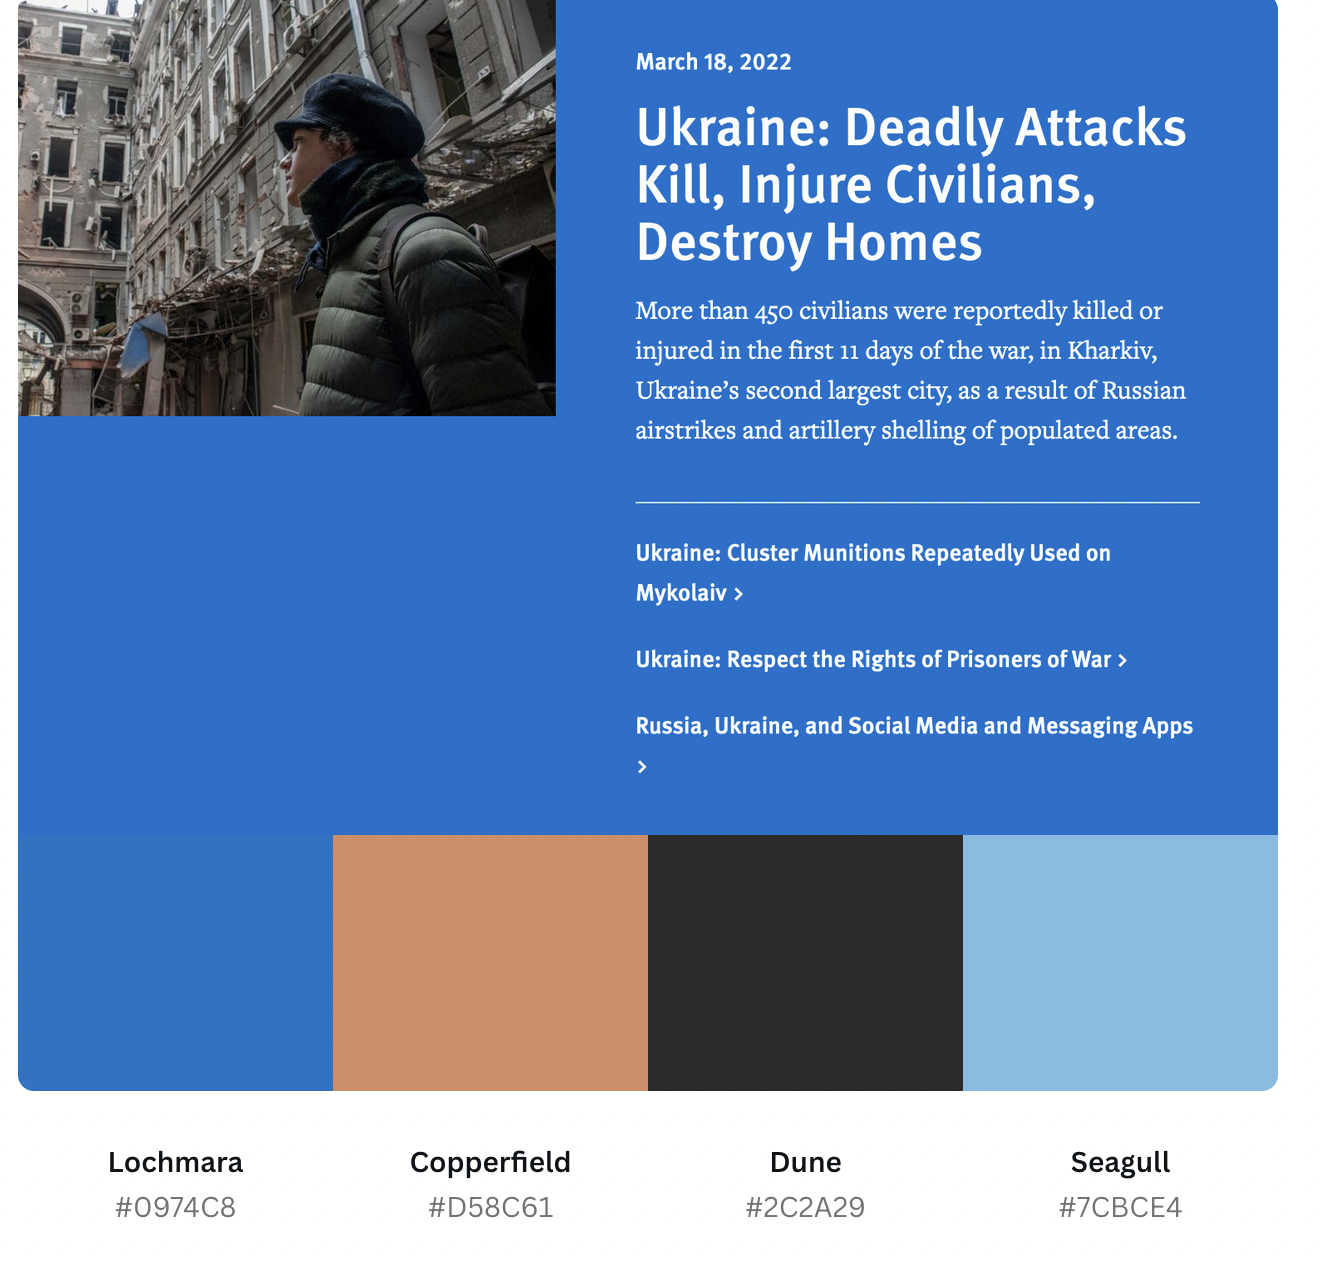 March 18, 2022
Ukraine: Deadly Attacks
Kill, Injure Civilians,
Destroy Homes
More than 450 civilians were reportedly killed or
injured in the first 11 days of the war, in Kharkiv,
Ukraine’s second largest city, as a result of Russian
airstrikes and artillery shelling of populated areas.
Ukraine: Cluster Munitions Repeatedly Used on
Mykolaiv >
Ukraine: Respect the Rights of Prisoners of War >
Russia, Ukraine, and Social Media and Messaging Apps
>
Lochmara
#0974C8
Copperfield
#D58C61
Dune
#2C2A29
Seagull
#7CBCE4